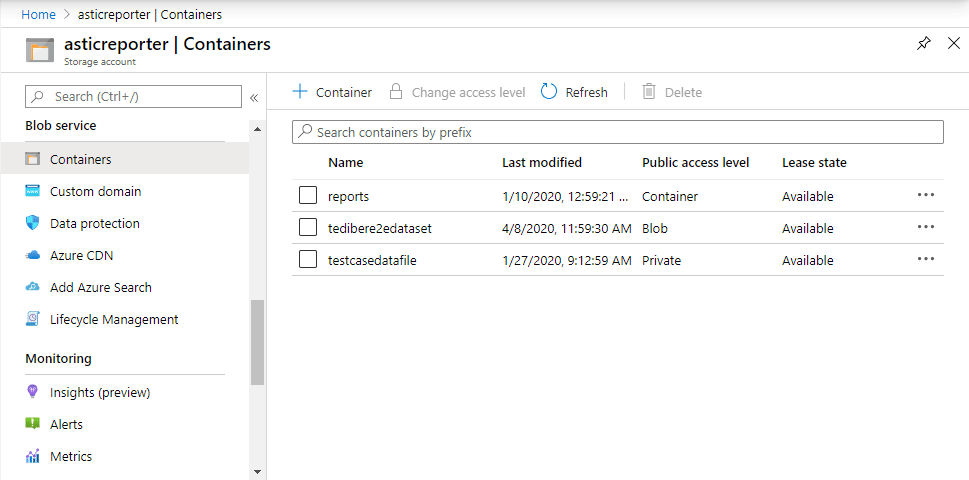 Home > asticreporter | Containers
asticreporter | Containers
Storage account
Search (Ctrl+/)
«
Blob service
Containers
Custom domain
Data protection
Azure CDN
Add Azure Search
Lifecycle Management
Monitoring
Insights (preview)
Alerts
Metrics
+ Container Change access level Refresh Delete
Search containers by prefix
Name Last modified Public access level Lease state
reports 1/10/2020, 12:59:21 ... Container Available ...
tedibere2edataset 4/8/2020, 11:59:30 AM Blob Available ...
testcasedatafile 1/27/2020, 9:12:59 AM Private Available ...